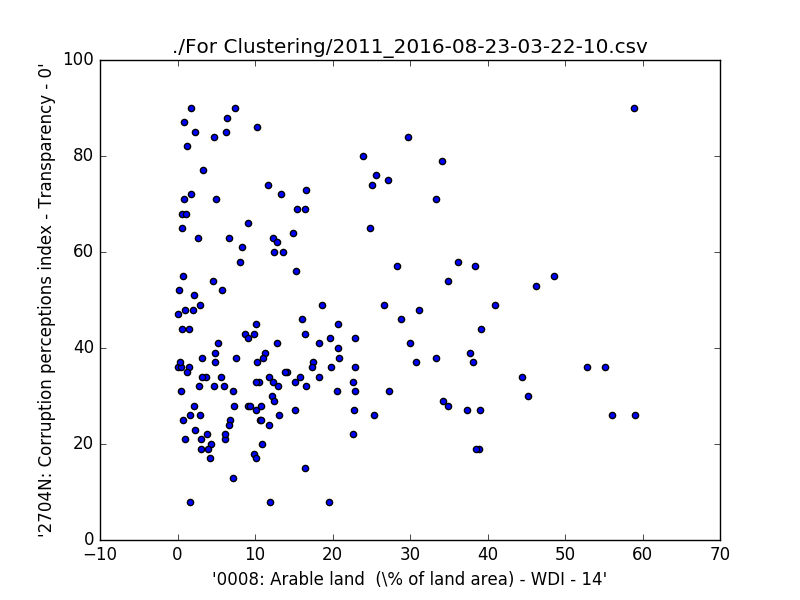 ./For Clustering/2011_2016-08-23-03-22-10.csv
100
80
60
40
20
0
'2704N: Corruption perceptions index - Transparency - 0'
−10 0 10 20 30 40 50 60 70
'0008: Arable land  (\% of land area) - WDI - 14'